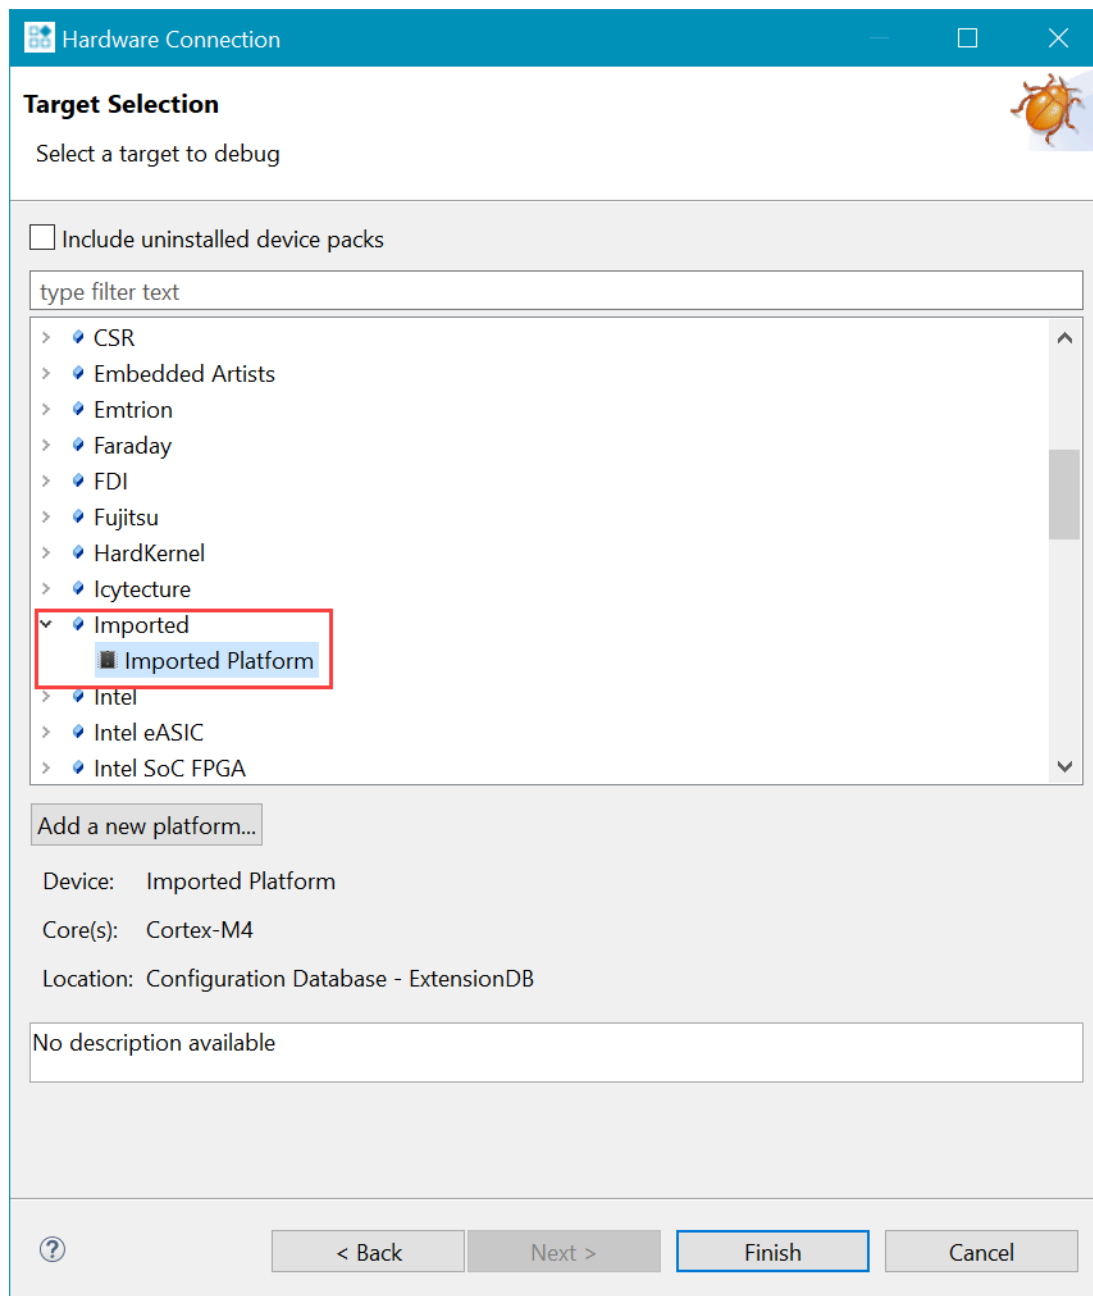 Hardware Connection
Target Selection
Select a target to debug
Include uninstalled device packs
type filter text
CSR
Embedded Artists
Emtrion
Faraday
FDI
Fujitsu
HardKernel
Icytecture
Imported
Imported Platform
Intel
Intel eASIC
Intel SoC FPGA
Add a new platform...
Device: Imported Platform
Core(s): Cortex-M4
Location: Configuration Database - ExtensionDB
No description available
? < Back Next > Finish Cancel